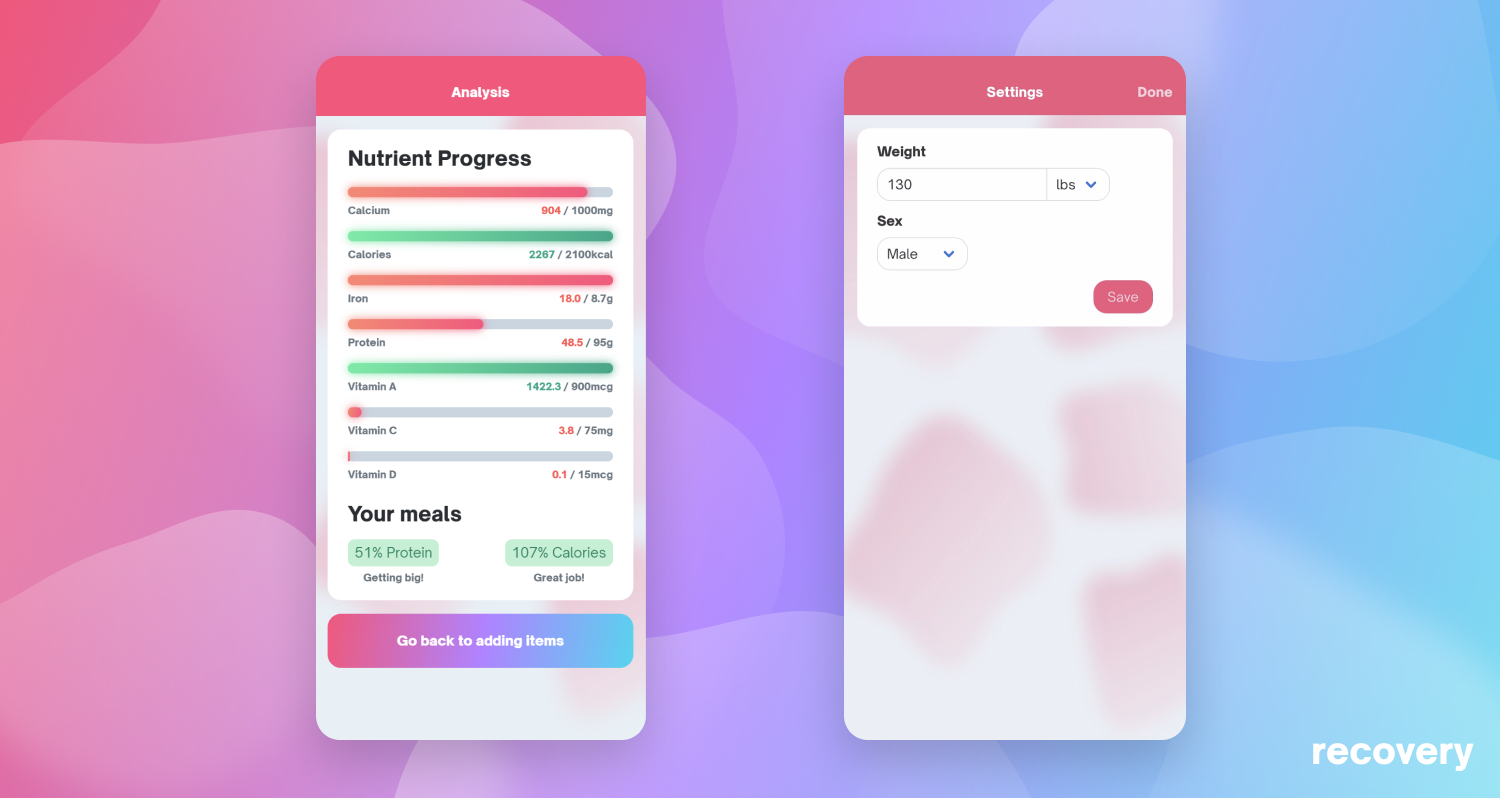 Analysis
Nutrient Progress
Calcium 904 / 1000mg
Calories 2267 / 2100kcal
Iron 18.0 / 8.7g
Protein 48.5 / 95g
Vitamin A 1422.3 / 900mcg
Vitamin C 3.8 / 75mg
Vitamin D 0.1 / 15mcg
Your meals
51% Protein 107% Calories
Getting big! Great job!
Go back to adding items
Settings Done
Weight
130 lbs
Sex
Male
Save
recovery